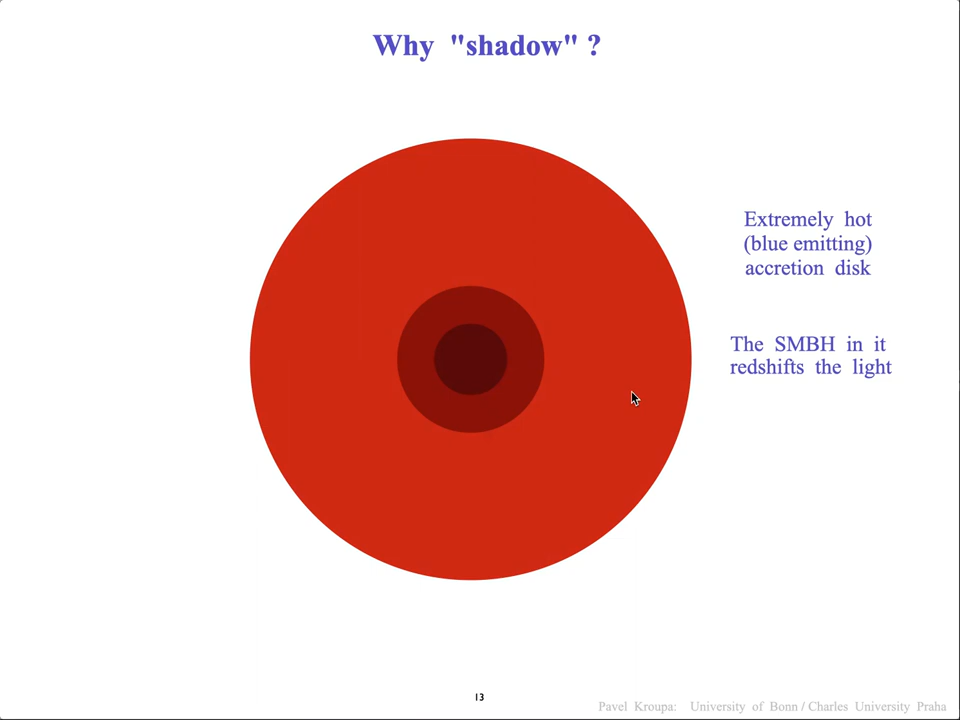 Why "shadow" ?
Extremely hot
(blue emitting)
accretion disk
The SMBH in it
redshifts the light
13
Pavel Kroupa: University of Bonn / Charles University Praha